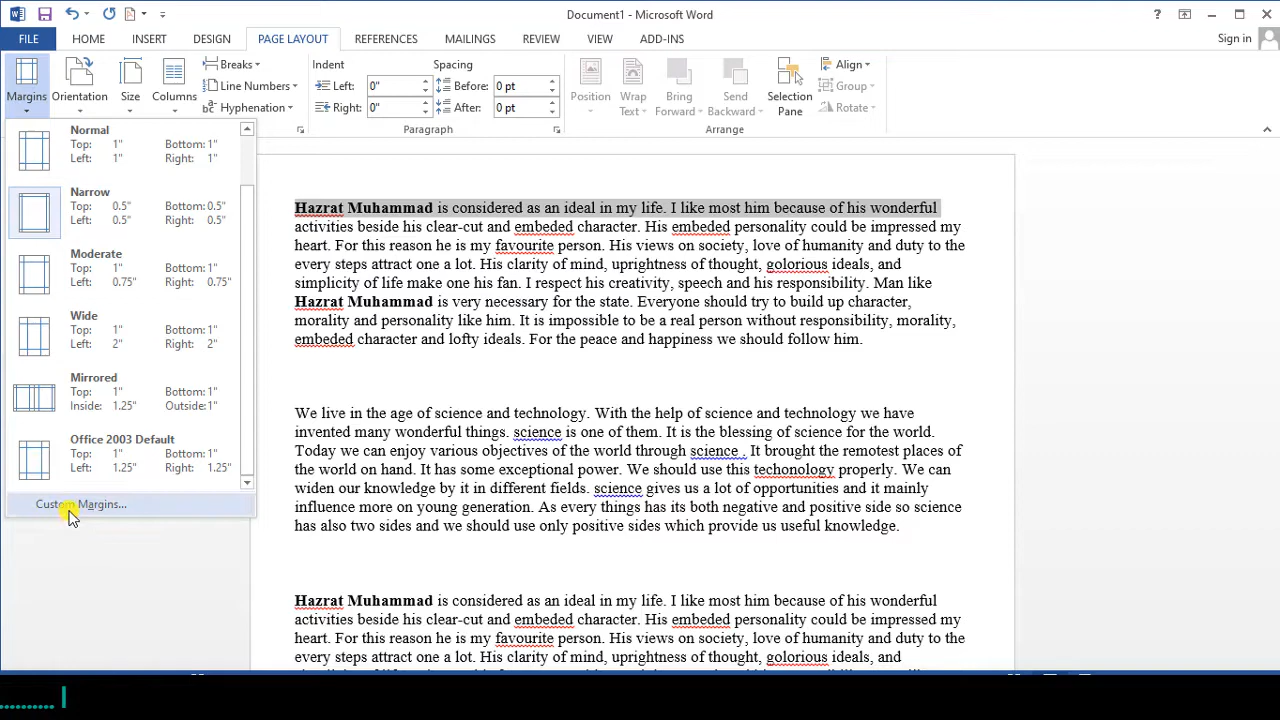 Document1 - Microsoft Word
?
FILE HOME INSERT DESIGN PAGE LAYOUT REFERENCES MAILINGS REVIEW VIEW ADD-INS Sign in
Margins Orientation Size Columns
Breaks
Line Numbers
Hyphenation
Indent
Left: 0"
Right: 0"
Spacing
Before: 0 pt
After: 0 pt
Paragraph
Position Wrap Text Bring Forward Send Backward Selection Pane
Align
Group
Rotate
Arrange
Normal
Top: 1" Bottom: 1"
Left: 1" Right: 1"
Narrow
Top: 0.5" Bottom: 0.5"
Left: 0.5" Right: 0.5"
Moderate
Top: 1" Bottom: 1"
Left: 0.75" Right: 0.75"
Wide
Top: 1" Bottom: 1"
Left: 2" Right: 2"
Mirrored
Top: 1" Bottom: 1"
Inside: 1.25" Outside: 1"
Office 2003 Default
Top: 1" Bottom: 1"
Left: 1.25" Right: 1.25"
Custom Margins...
Hazrat Muhammad is considered as an ideal in my life. I like most him because of his wonderful
activities beside his clear-cut and embeded character. His embeded personality could be impressed my
heart. For this reason he is my favourite person. His views on society, love of humanity and duty to the
every steps attract one a lot. His clarity of mind, uprightness of thought, golorious ideals, and
simplicity of life make one his fan. I respect his creativity, speech and his responsibility. Man like
Hazrat Muhammad is very necessary for the state. Everyone should try to build up character,
morality and personality like him. It is impossible to be a real person without responsibility, morality,
embeded character and lofty ideals. For the peace and happiness we should follow him.
We live in the age of science and technology. With the help of science and technology we have
invented many wonderful things. science is one of them. It is the blessing of science for the world.
Today we can enjoy various objectives of the world through science . It brought the remotest places of
the world on hand. It has some exceptional power. We should use this techonology properly. We can
widen our knowledge by it in different fields. science gives us a lot of opportunities and it mainly
influence more on young generation. As every things has its both negative and positive side so science
has also two sides and we should use only positive sides which provide us useful knowledge.
Hazrat Muhammad is considered as an ideal in my life. I like most him because of his wonderful
activities beside his clear-cut and embeded character. His embeded personality could be impressed my
heart. For this reason he is my favourite person. His views on society, love of humanity and duty to the
every steps attract one a lot. His clarity of mind, uprightness of thought, golorious ideals, and